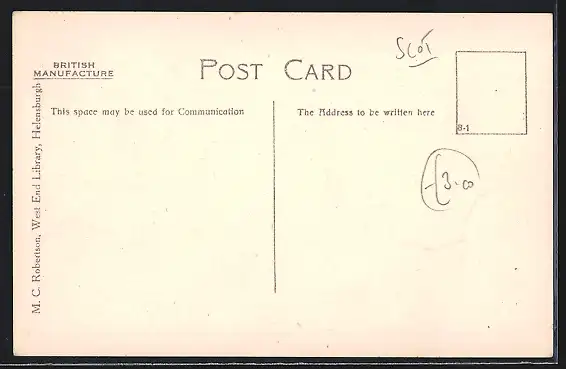 SCOT
BRITISH
MANUFACTURE
POST CARD
This space may be used for Communication
The Address to be written here
8-1
£3-00
M. C. Robertson, West End Library, Helensburgh